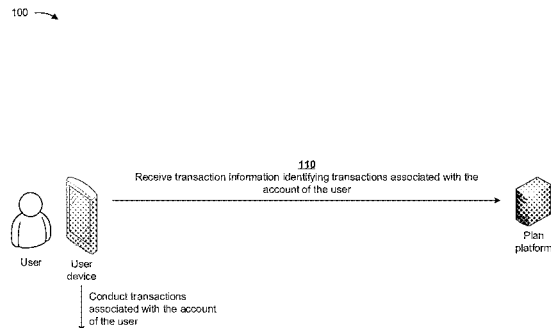 100
110
Receive transaction information identifying transactions associated with the
account of the user
User
User
device
Plan
platform
Conduct transactions
associated with the account
of the user